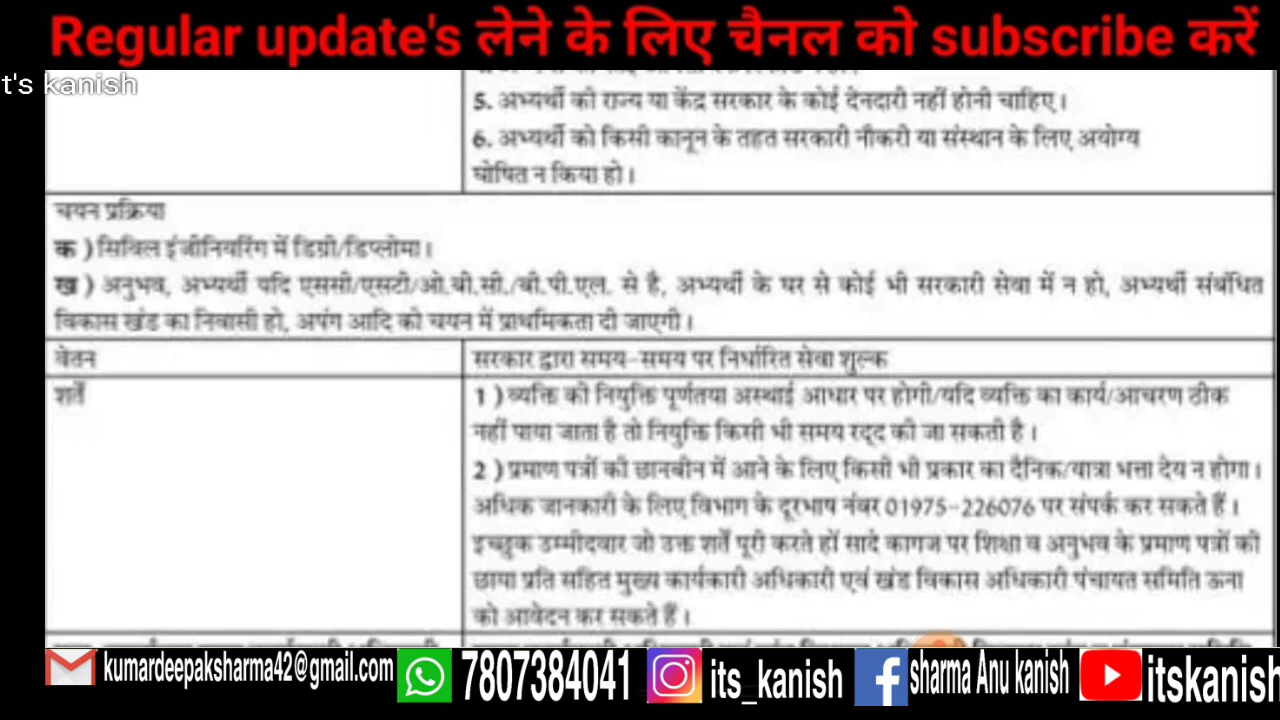 Regular update's लेने के लिए चैनल को subscribe करें
t's kanish
5. अभ्यर्थी की राज्य या केंद्र सरकार के कोई देनदारी नहीं होनी चाहिए।
6. अभ्यर्थी को किसी कानून के तहत सरकारी नौकरी या संस्थान के लिए अयोग्य
घोषित न किया हो।
चयन प्रक्रिया
क ) सिविल इंजीनियरिंग में डिग्री/डिप्लोमा।
ख ) अनुभव, अभ्यर्थी यदि एससी/एसटी/ओ.बी.सी./बी.पी.एल. से है, अभ्यर्थी के घर से कोई भी सरकारी सेवा में न हो, अभ्यर्थी संबंधित
विकास खंड का निवासी हो, अपंग आदि को चयन में प्राथमिकता दी जाएगी।
वेतन
सरकार द्वारा समय-समय पर निर्धारित सेवा शुल्क
शर्तें
1 ) व्यक्ति की नियुक्ति पूर्णतया अस्थाई आधार पर होगी/यदि व्यक्ति का कार्य/आचरण ठीक
नहीं पाया जाता है तो नियुक्ति किसी भी समय रद्द की जा सकती है।
2 ) प्रमाण पत्रों की छानबीन में आने के लिए किसी भी प्रकार का दैनिक/यात्रा भत्ता देय न होगा।
अधिक जानकारी के लिए विभाग के दूरभाष नंबर 01975-226076 पर संपर्क कर सकते हैं।
इच्छुक उम्मीदवार जो उक्त शर्तें पूरी करते हों सादे कागज पर शिक्षा व अनुभव के प्रमाण पत्रों की
छाया प्रति सहित मुख्य कार्यकारी अधिकारी एवं खंड विकास अधिकारी पंचायत समिति ऊना
को आवेदन कर सकते हैं।
kumardeepaksharma42@gmail.com
7807384041
its_kanish
sharma Anu kanish
itskanish